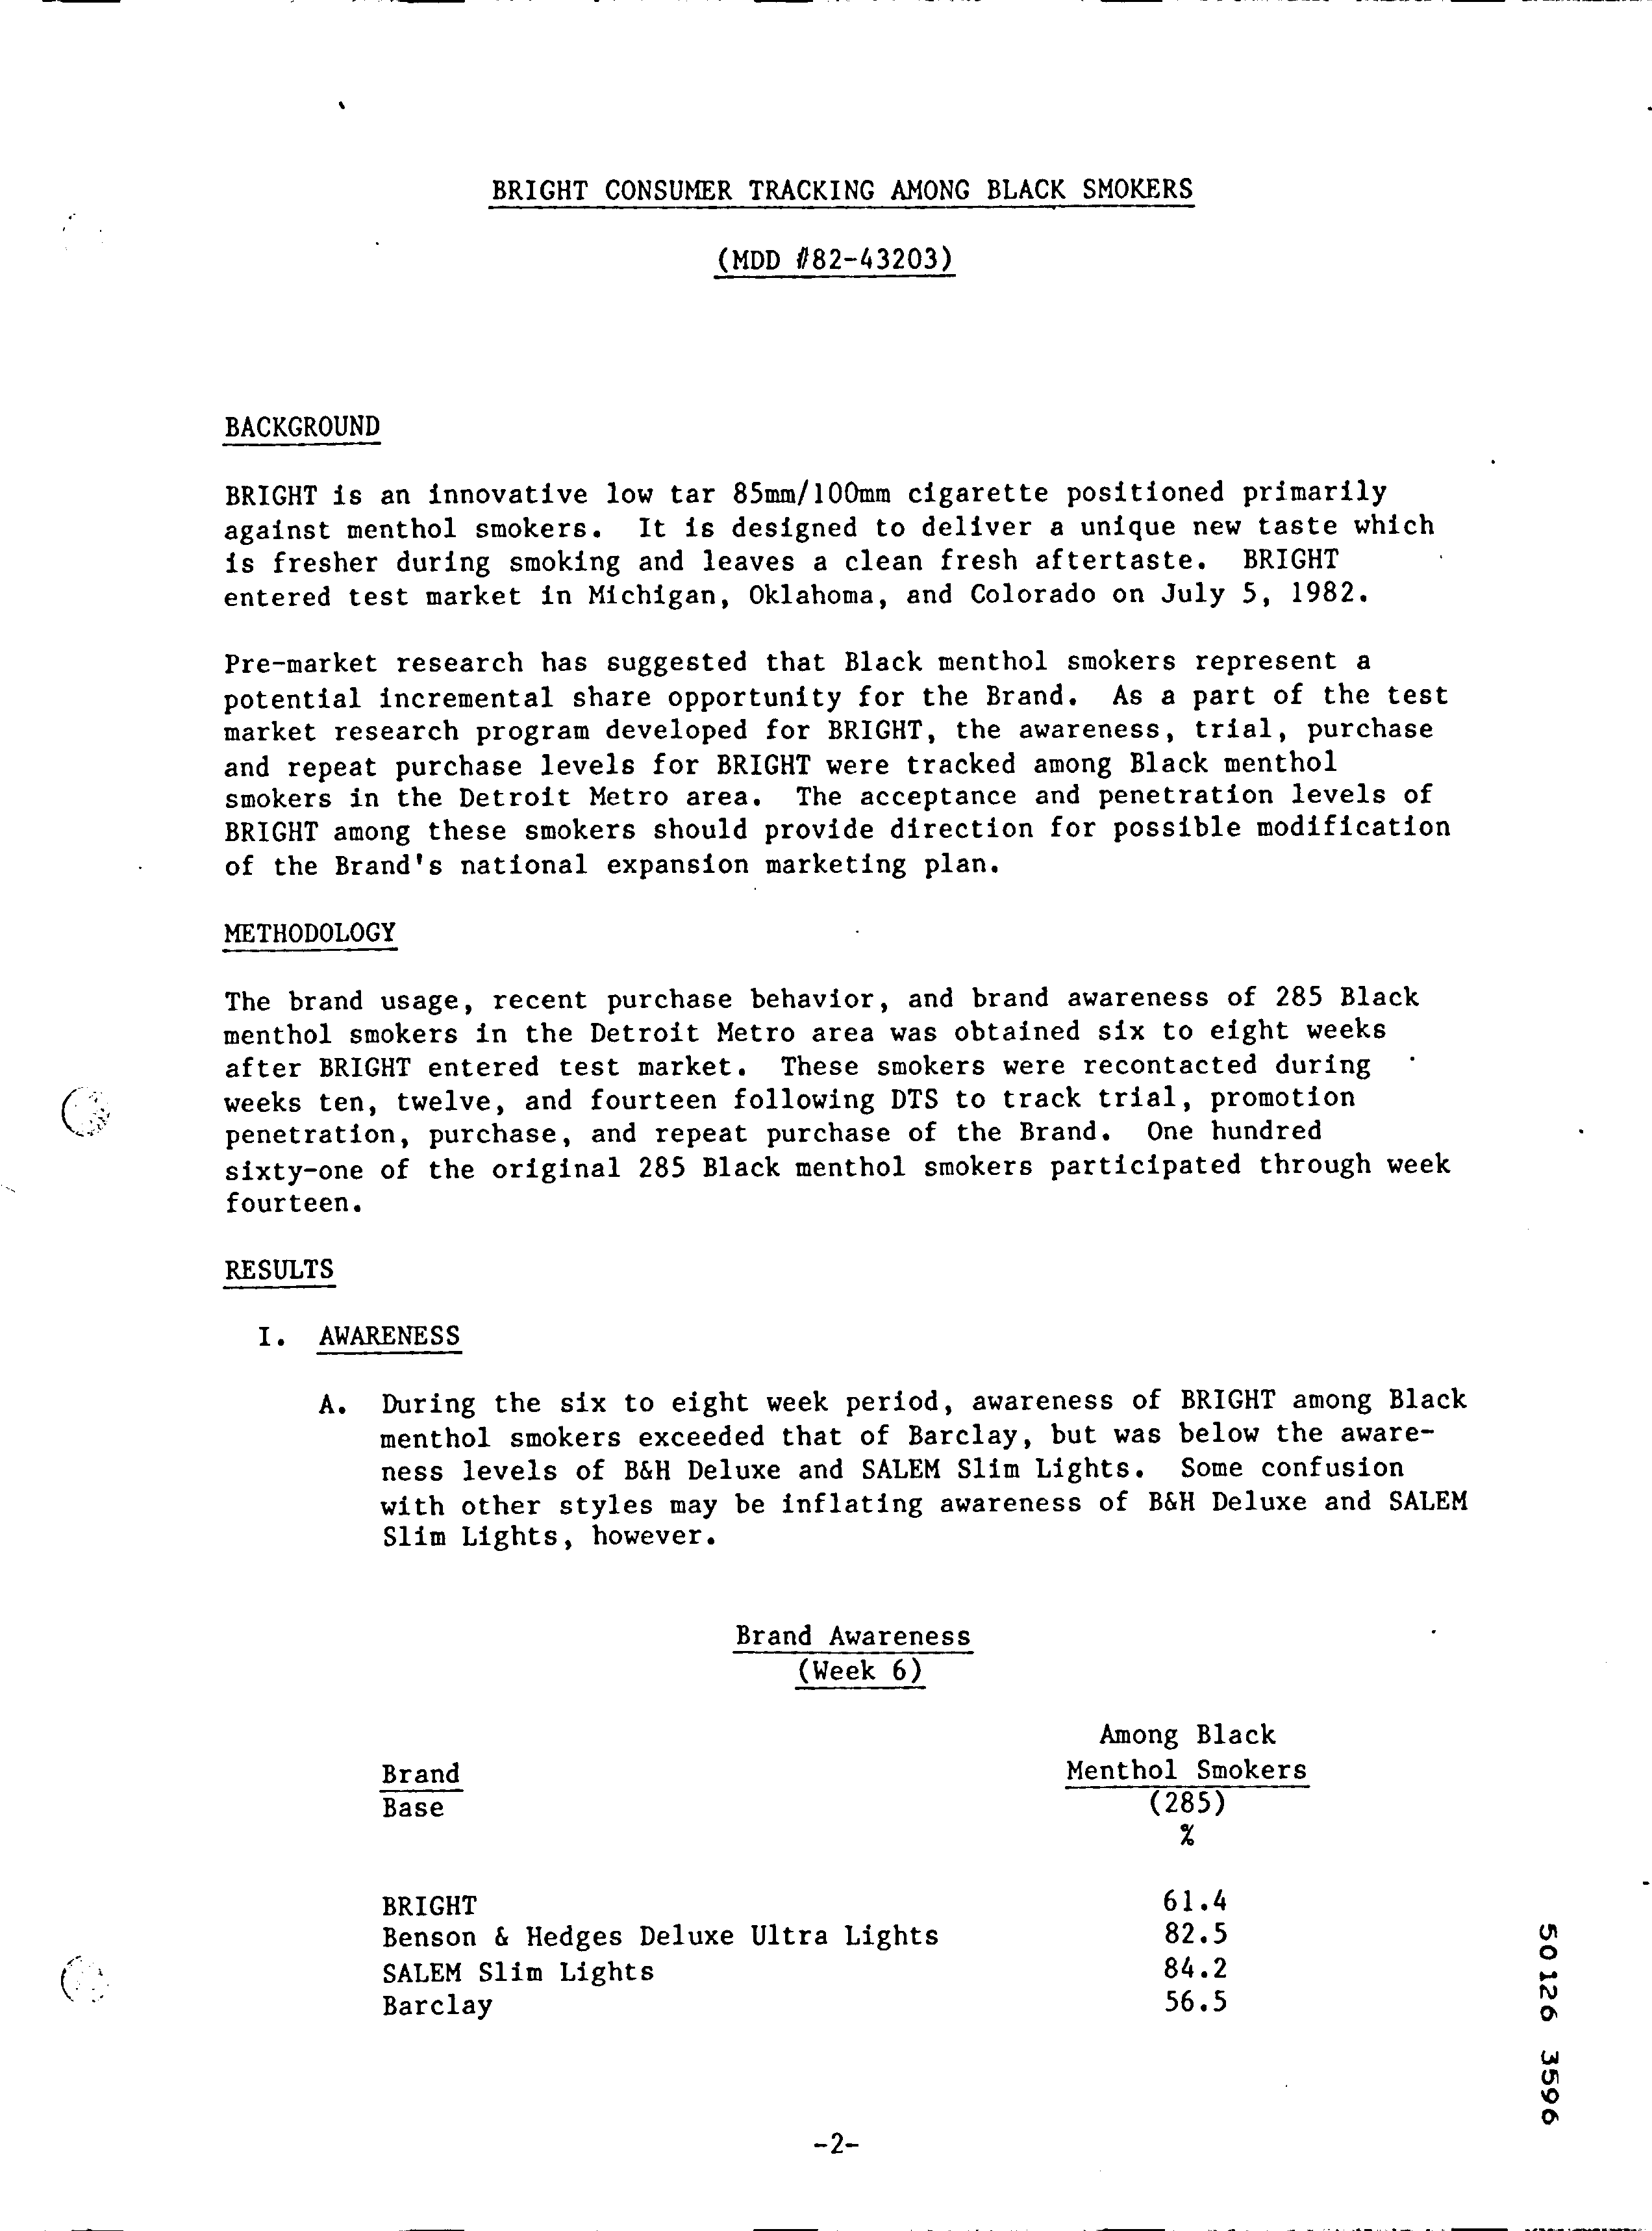 BRIGHT CONSUMER TRACKING AMONG BLACK SMOKERS
(MDD #82-43203)
BACKGROUND
BRIGHT is an innovative low tar 85mm/100mm cigarette positioned primarily
against menthol smokers. It is designed to deliver a unique new taste which
is fresher during smoking and leaves a clean fresh aftertaste. BRIGHT
entered test market in Michigan, Oklahoma, and Colorado on July 5, 1982.
Pre-market research has suggested that Black menthol smokers represent a
potential incremental share opportunity for the Brand. As a part of the test
market research program developed for BRIGHT, the awareness, trial, purchase
and repeat purchase levels for BRIGHT were tracked among Black menthol
smokers in the Detroit Metro area. The acceptance and penetration levels of
BRIGHT among these smokers should provide direction for possible modification
of the Brand's national expansion marketing plan.
METHODOLOGY
The brand usage, recent purchase behavior, and brand awareness of 285 Black
menthol smokers in the Detroit Metro area was obtained six to eight weeks
after BRIGHT entered test market. These smokers were recontacted during
weeks ten, twelve, and fourteen following DTS to track trial, promotion
penetration, purchase, and repeat purchase of the Brand. One hundred
sixty-one of the original 285 Black menthol smokers participated through week
fourteen.
RESULTS
I. AWARENESS
A. During the six to eight week period, awareness of BRIGHT among Black
menthol smokers exceeded that of Barclay, but was below the aware-
ness levels of B&H Deluxe and SALEM Slim Lights. Some confusion
with other styles may be inflating awareness of B&H Deluxe and SALEM
Slim Lights, however.
Brand Awareness
(Week 6)
Among Black
Brand Menthol Smokers
Base (285)
%
BRIGHT 61.4
Benson & Hedges Deluxe Ultra Lights 82.5
SALEM Slim Lights 84.2
Barclay 56.5
50126 3596
-2-